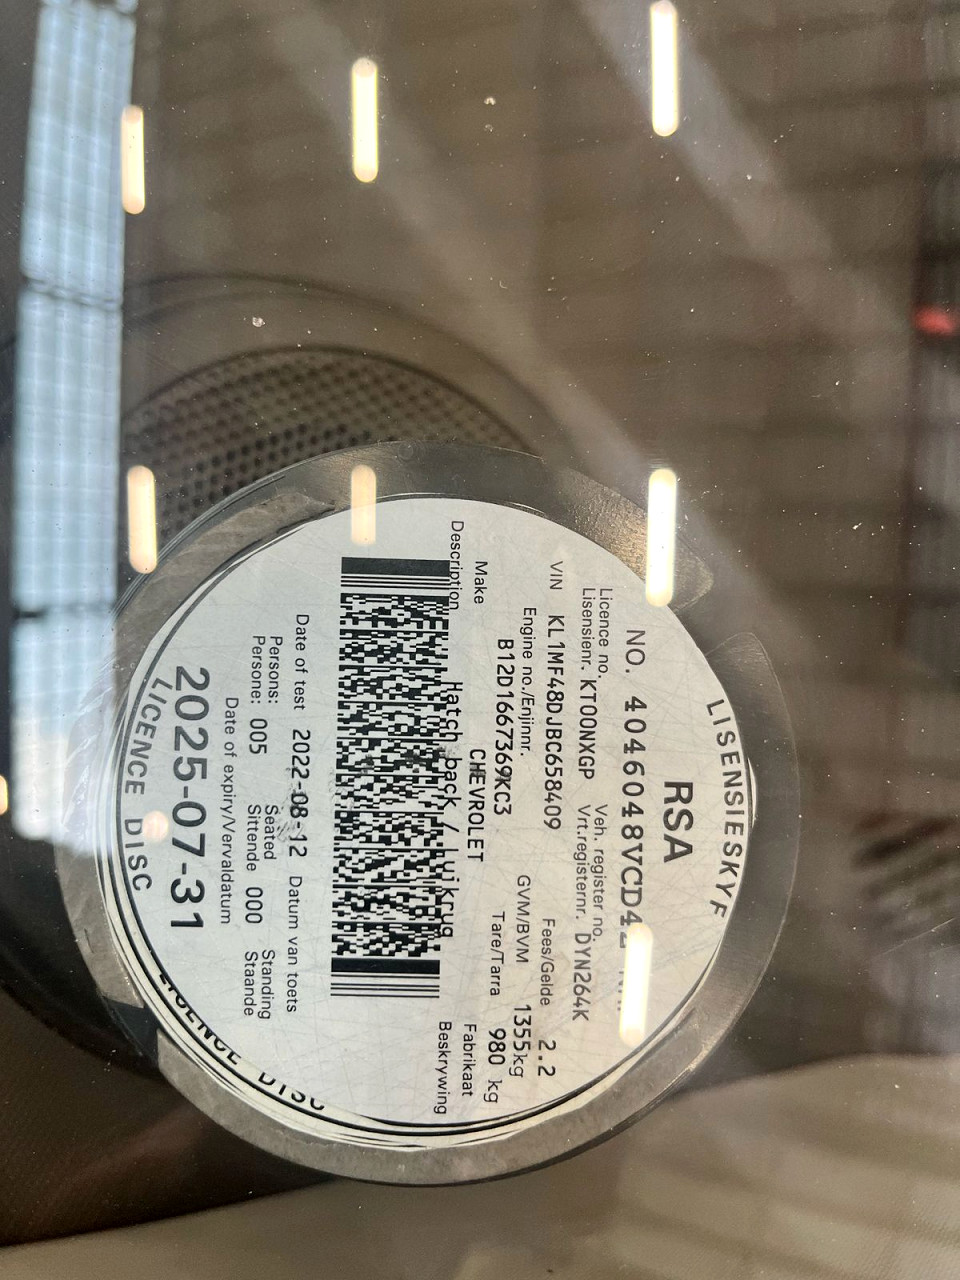 LISENSIESKYF
RSA
NO. 4046048VCD4
Licence no. Veh. register no.
Lisensienr. KT00NXGP Vrt.registernr. DYN264K
VIN KL1MF48DJBC658409 Fees/Gelde 2.2
Engine no./Enjinnr. GVM/BVM 1355kg
B12D1667369KC3 Tare/Tarra 980 kg
Make CHEVROLET Fabrikaat
Description Hatch back / Luikrug Beskrywing
Date of test 2022-08-12 Datum van toets
Persons: Seated Standing
Persone: 005 Sittende 000 Staande
Date of expiry/Vervaldatum
2025-07-31
LICENCE DISC
LICENCE DISC